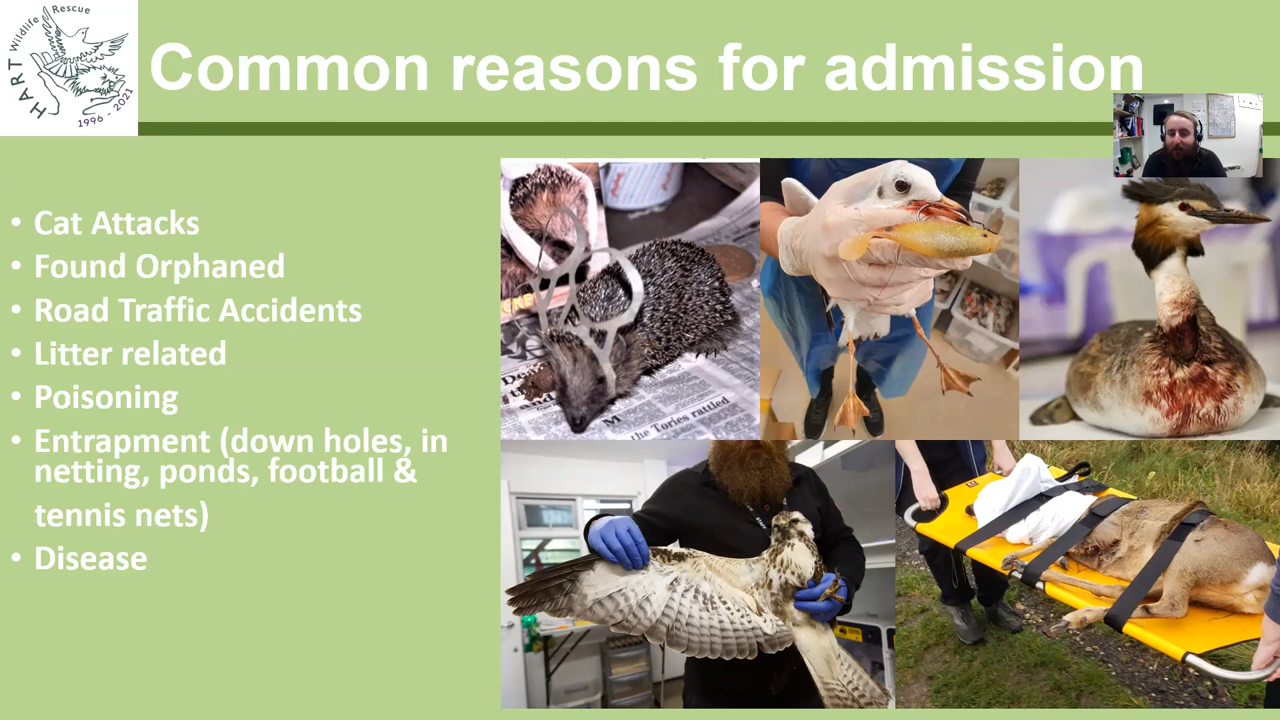 HART Wildlife Rescue
1996 - 2021
Common reasons for admission
• Cat Attacks
• Found Orphaned
• Road Traffic Accidents
• Litter related
• Poisoning
• Entrapment (down holes, in
netting, ponds, football &
tennis nets)
• Disease
the Tories rattled